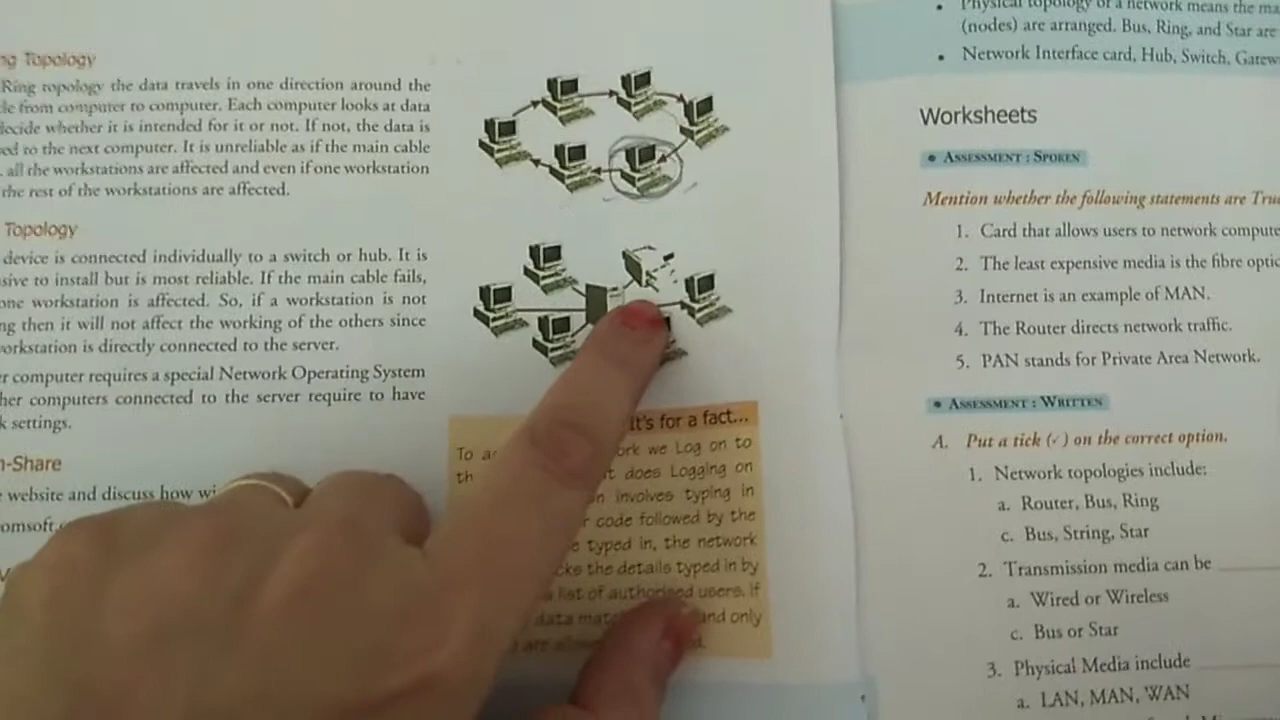 ng Topology
Ring topology the data travels in one direction around the
le from computer to computer. Each computer looks at data
decide whether it is intended for it or not. If not, the data is
ed to the next computer. It is unreliable as if the main cable
all the workstations are affected and even if one workstation
the rest of the workstations are affected.
Topology
device is connected individually to a switch or hub. It is
sive to install but is most reliable. If the main cable fails,
one workstation is affected. So, if a workstation is not
ng then it will not affect the working of the others since
workstation is directly connected to the server.
er computer requires a special Network Operating System
her computers connected to the server require to have
k settings.
n-Share
website and discuss how wi
omsoft.
It's for a fact...
To a ork we Log on to
th t does Logging on
n involves typing in
r code followed by the
e typed in, the network
cks the details typed in by
list of authorised users. If
data mat and only
are allow d.
• Physical topology of a network means the ma
(nodes) are arranged. Bus, Ring, and Star are
• Network Interface card, Hub, Switch, Gatew
Worksheets
• ASSESSMENT : SPOKEN
Mention whether the following statements are Tru
1. Card that allows users to network compute
2. The least expensive media is the fibre optic
3. Internet is an example of MAN.
4. The Router directs network traffic.
5. PAN stands for Private Area Network.
• ASSESSMENT : WRITTEN
A. Put a tick (✓) on the correct option.
1. Network topologies include:
a. Router, Bus, Ring
c. Bus, String, Star
2. Transmission media can be
a. Wired or Wireless
c. Bus or Star
3. Physical Media include
a. LAN, MAN, WAN